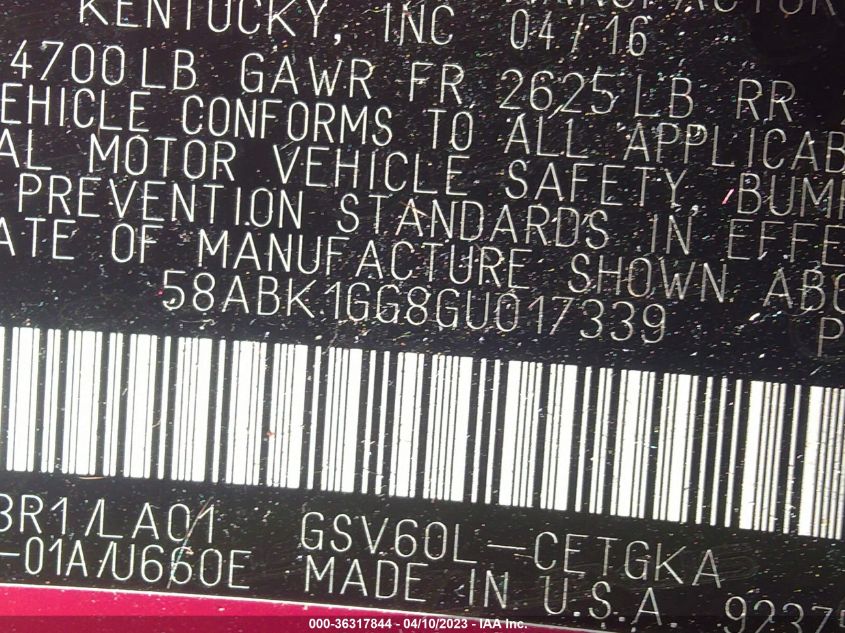 KENTUCKY, INC 04/16
4700LB GAWR FR 2625LB RR
EHICLE CONFORMS TO ALL APPLICAB
AL MOTOR VEHICLE SAFETY, BUMP
PREVENTION STANDARDS IN EFFE
ATE OF MANUFACTURE SHOWN ABO
58ABK1GG8GU017339 P
3R1/LA01 GSV60L-CETGKA
-01A/U660E MADE IN U.S.A. 9237
000-36317844 - 04/10/2023 - IAA Inc.